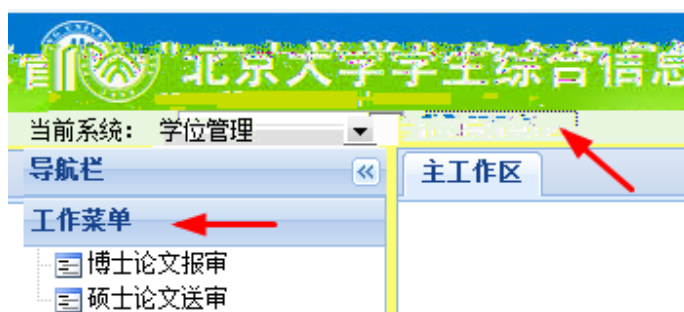 北京大学学生综合信息
当前系统： 学位管理
导航栏
主工作区
工作菜单
博士论文报审
硕士论文送审